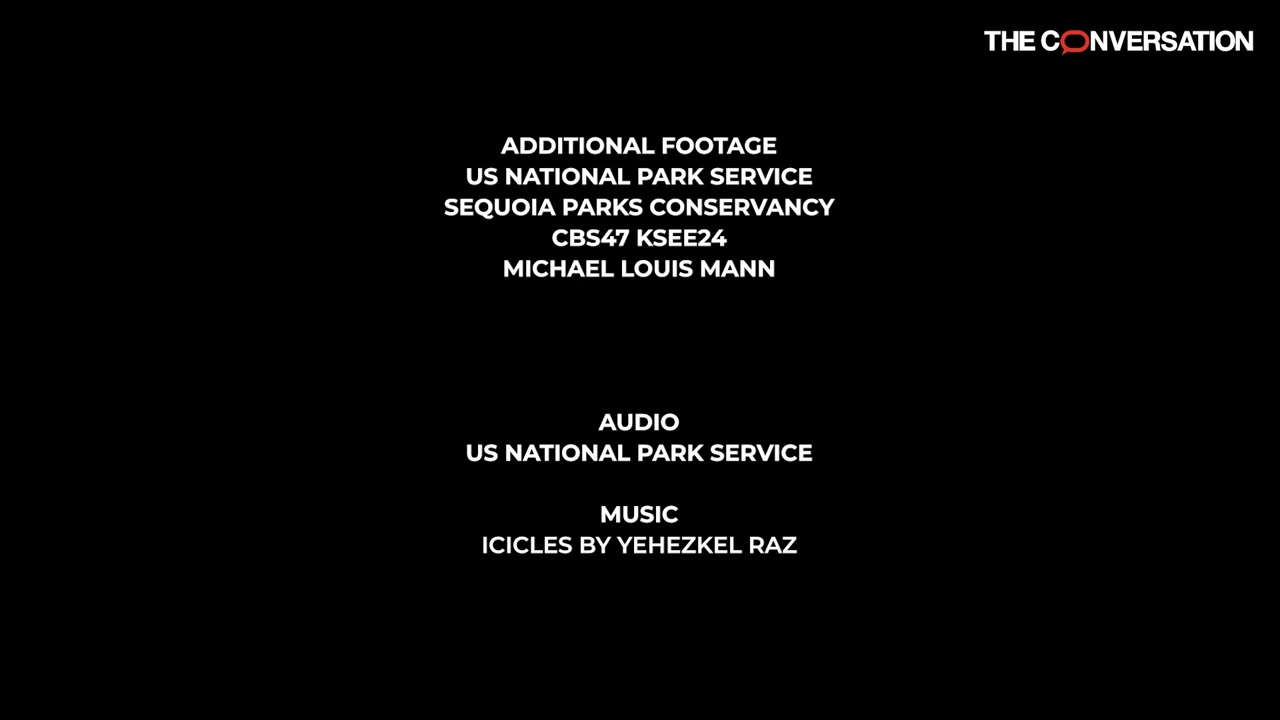 THE CONVERSATION
ADDITIONAL FOOTAGE
US NATIONAL PARK SERVICE
SEQUOIA PARKS CONSERVANCY
CBS47 KSEE24
MICHAEL LOUIS MANN
AUDIO
US NATIONAL PARK SERVICE
MUSIC
ICICLES BY YEHEZKEL RAZ